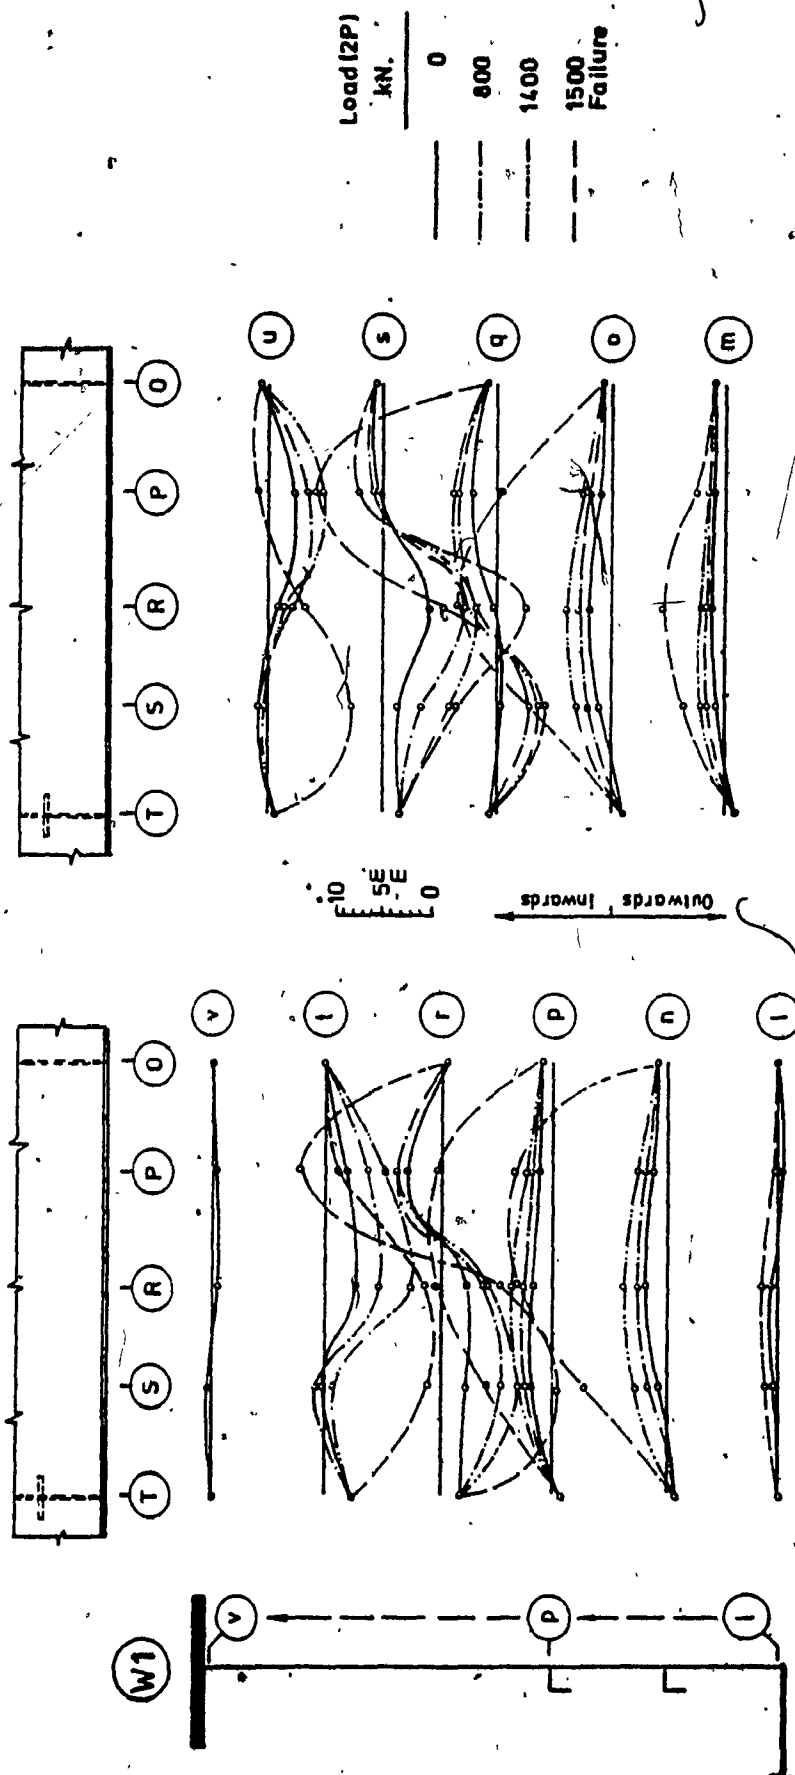 W1
v
p
l
T
S
R
P
O
v
t
r
p
n
l
10
5
mm
0
Outwards Inwards
T
S
R
P
O
u
s
q
o
m
Load (2P)
kN.
0
800
1400
1500
Failure